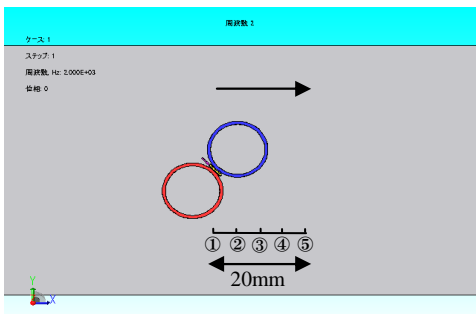 周波数 2
ケース: 1
ステップ: 1
周波数, Hz: 2.000E+03
位相: 0
① ② ③ ④ ⑤
20mm
Y
X